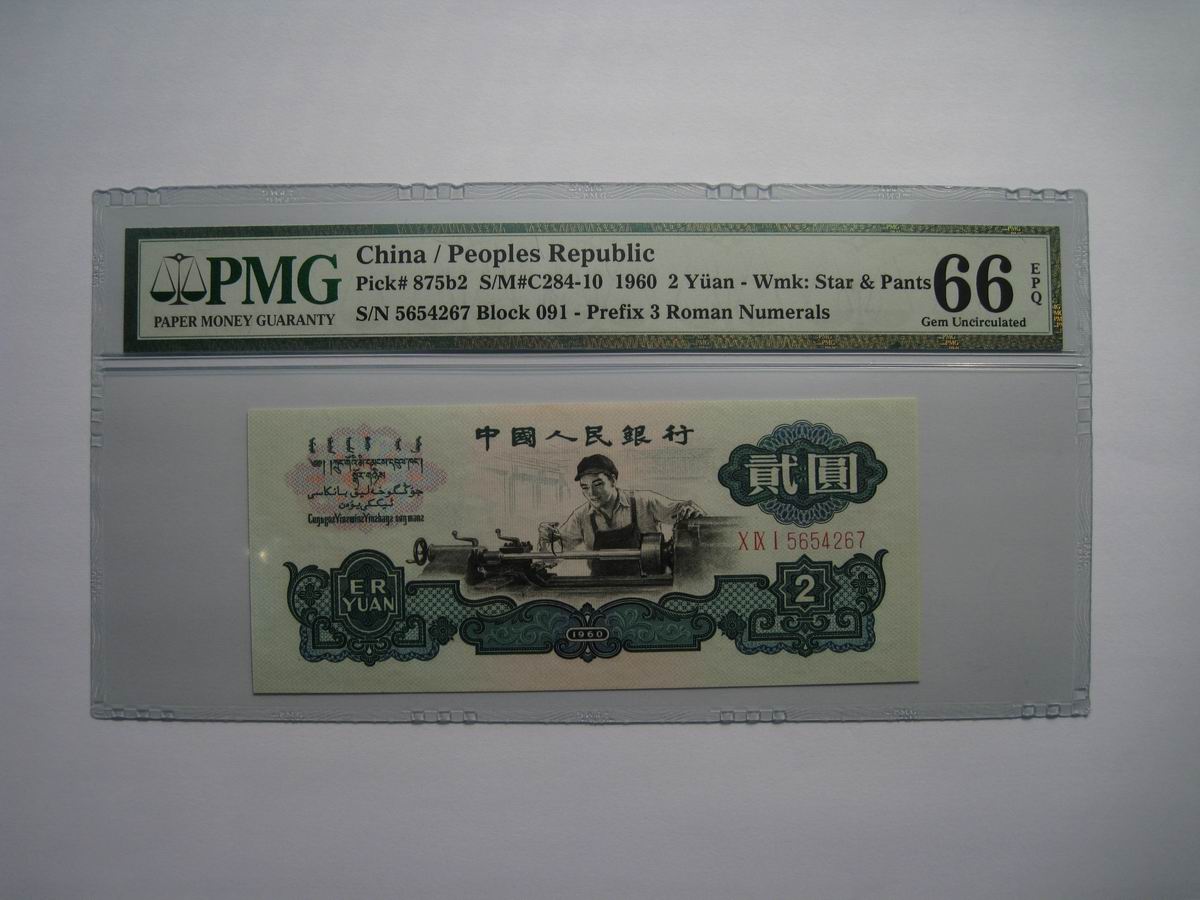 PMG
PAPER MONEY GUARANTY
China / Peoples Republic
Pick# 875b2 S/M#C284-10 1960 2 Yüan - Wmk: Star & Pants
S/N 5654267 Block 091 - Prefix 3 Roman Numerals
66
EPQ
Gem Uncirculated
中國人民銀行
貳圓
X IX I 5654267
ER
YUAN
1960
2